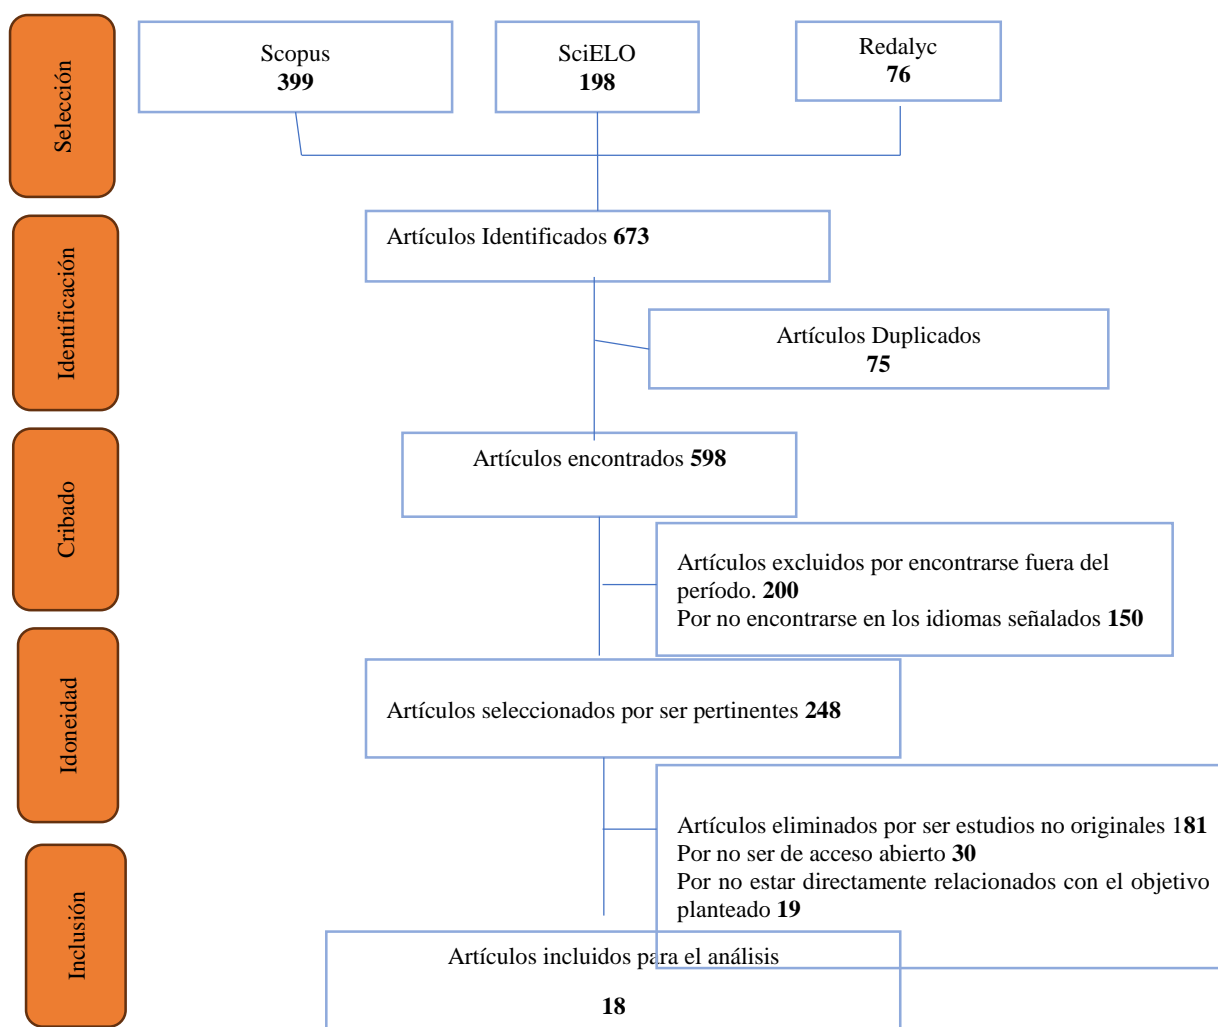 Selección
Scopus
399
SciELO
198
Redalyc
76
Identificación
Artículos Identificados 673
Artículos Duplicados
75
Cribado
Artículos encontrados 598
Artículos excluidos por encontrarse fuera del
período. 200
Por no encontrarse en los idiomas señalados 150
Idoneidad
Artículos seleccionados por ser pertinentes 248
Artículos eliminados por ser estudios no originales 181
Por no ser de acceso abierto 30
Por no estar directamente relacionados con el objetivo
planteado 19
Inclusión
Artículos incluidos para el análisis
18